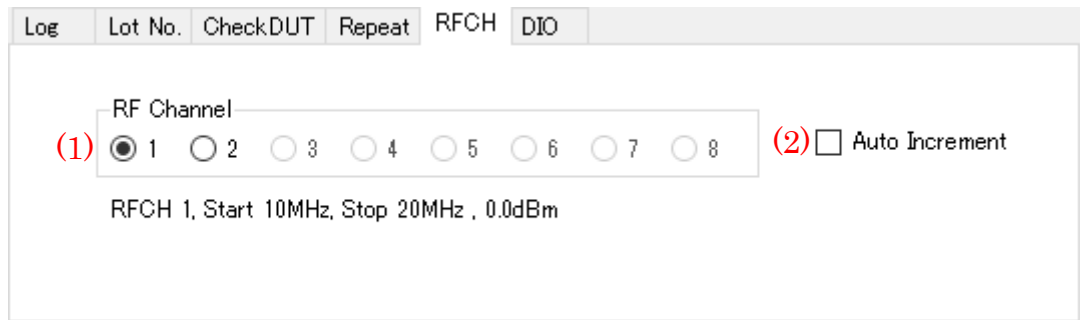 Log Lot No. CheckDUT Repeat RFCH DIO
RF Channel
(1) 1 2 3 4 5 6 7 8 (2) Auto Increment
RFCH 1, Start 10MHz, Stop 20MHz , 0.0dBm